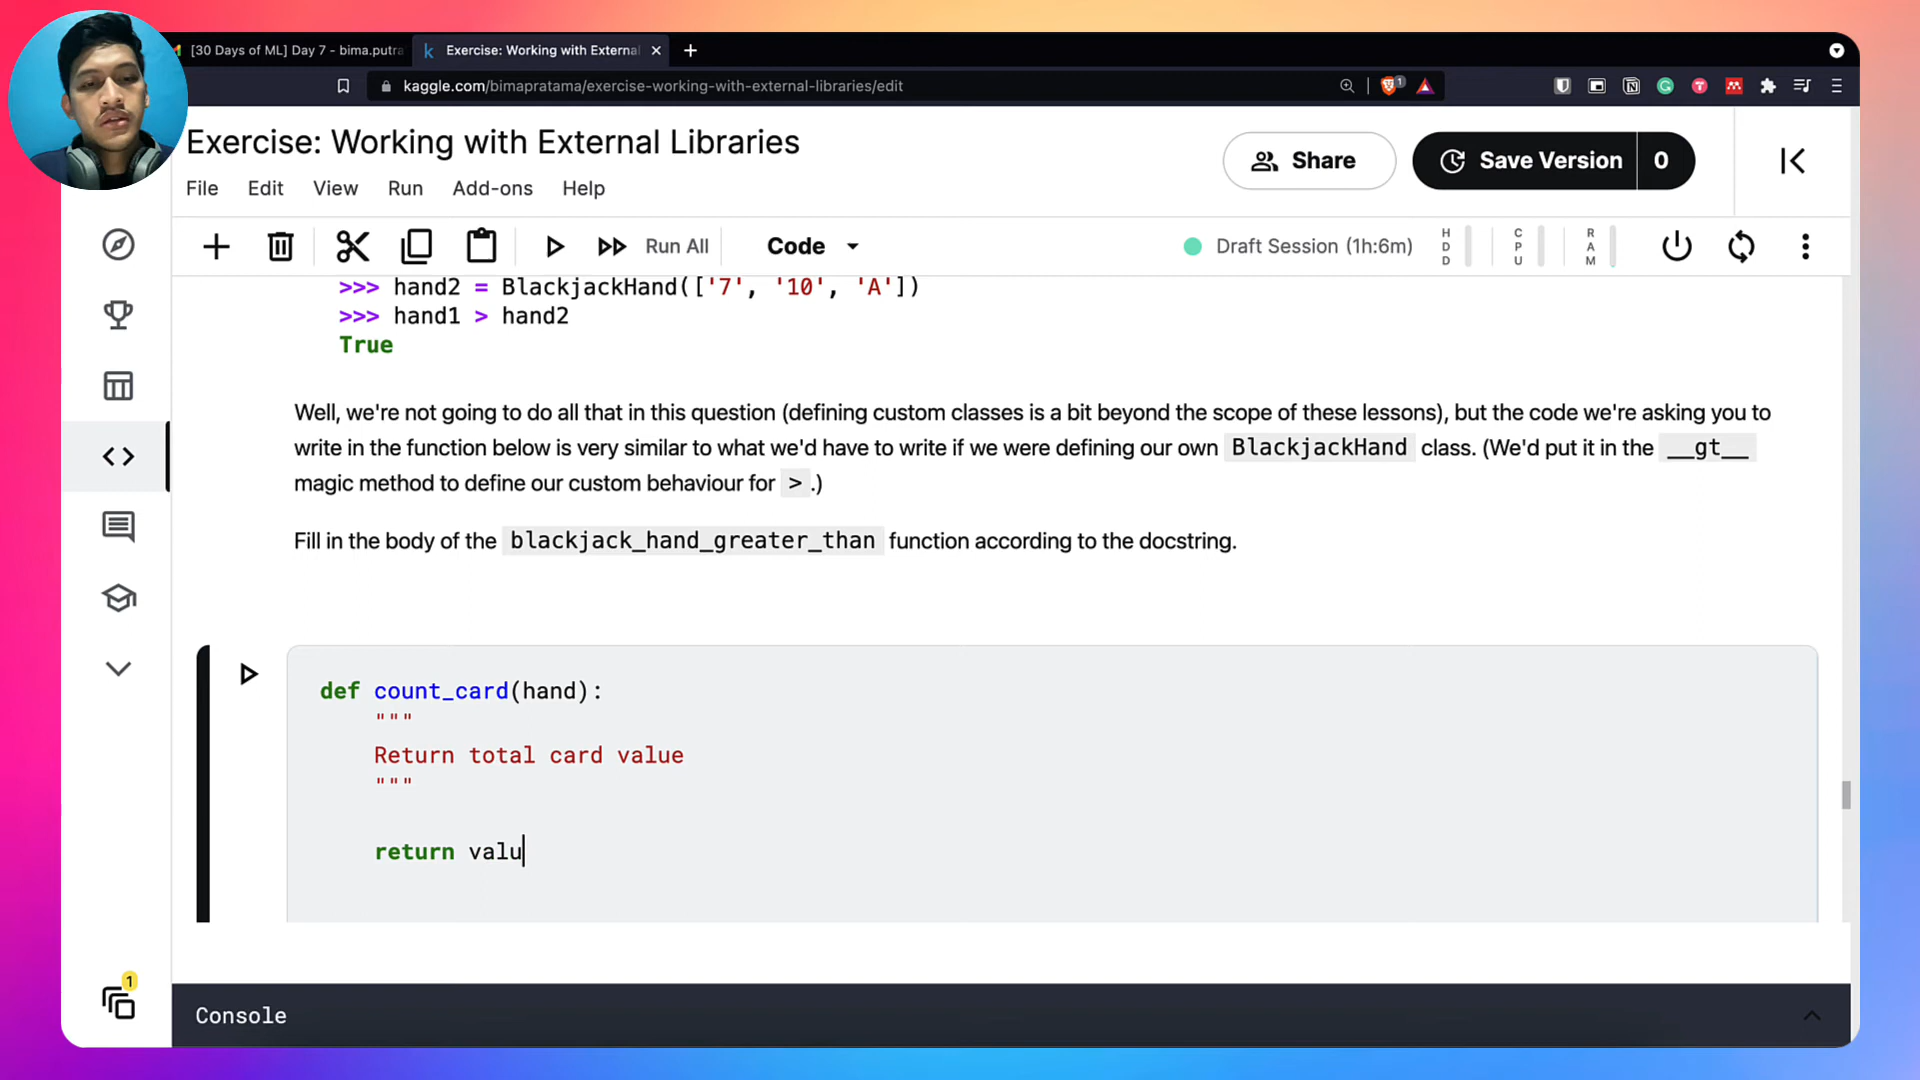 [30 Days of ML] Day 7 - bima.putra
Exercise: Working with External
kaggle.com/bimapratama/exercise-working-with-external-libraries/edit
Exercise: Working with External Libraries
Share
Save Version 0
File Edit View Run Add-ons Help
Run All
Code
Draft Session (1h:6m)
HDD
CPU
RAM
>>> hand2 = BlackjackHand(['7', '10', 'A'])
>>> hand1 > hand2
True
Well, we're not going to do all that in this question (defining custom classes is a bit beyond the scope of these lessons), but the code we're asking you to
write in the function below is very similar to what we'd have to write if we were defining our own BlackjackHand class. (We'd put it in the __gt__
magic method to define our custom behaviour for > .)
Fill in the body of the blackjack_hand_greater_than function according to the docstring.
def count_card(hand):
"""
Return total card value
"""
return valu
1
Console